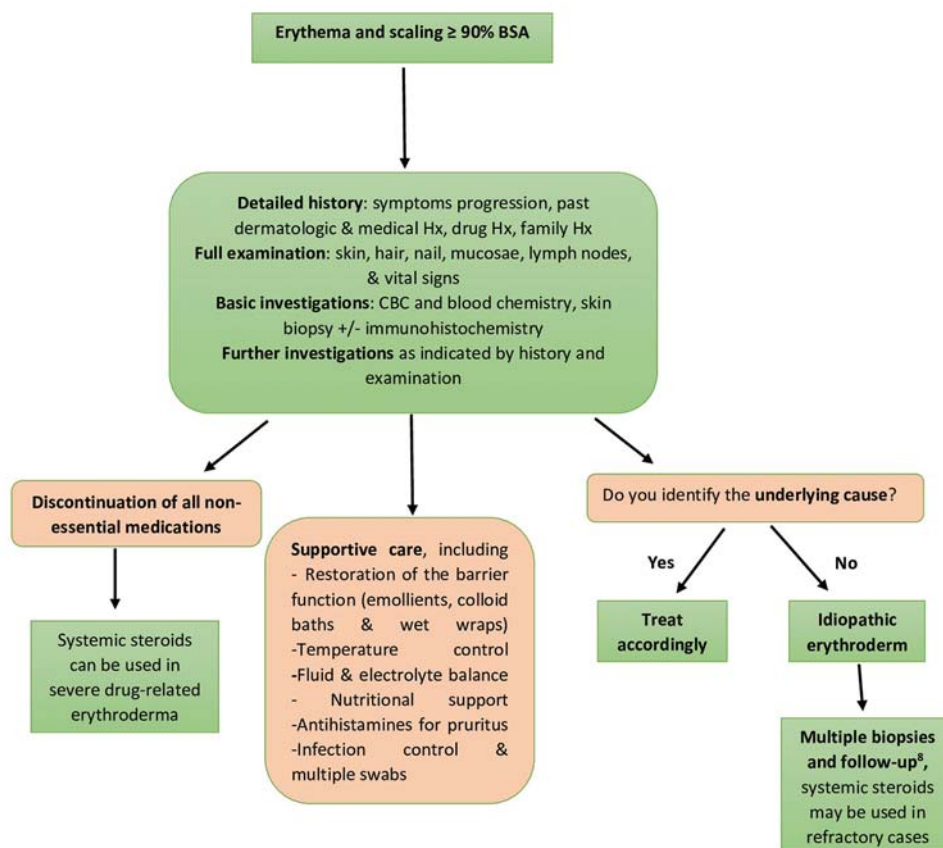 Erythema and scaling ≥ 90% BSA
Detailed history: symptoms progression, past
dermatologic & medical Hx, drug Hx, family Hx
Full examination: skin, hair, nail, mucosae, lymph nodes,
& vital signs
Basic investigations: CBC and blood chemistry, skin
biopsy +/- immunohistochemistry
Further investigations as indicated by history and
examination
Discontinuation of all non-
essential medications
Systemic steroids
can be used in
severe drug-related
erythroderma
Supportive care, including
- Restoration of the barrier
function (emollients, colloid
baths & wet wraps)
-Temperature control
-Fluid & electrolyte balance
- Nutritional support
-Antihistamines for pruritus
-Infection control &
multiple swabs
Do you identify the underlying cause?
Yes
No
Treat
accordingly
Idiopathic
erythroderm
Multiple biopsies
and follow-up⁸,
systemic steroids
may be used in
refractory cases